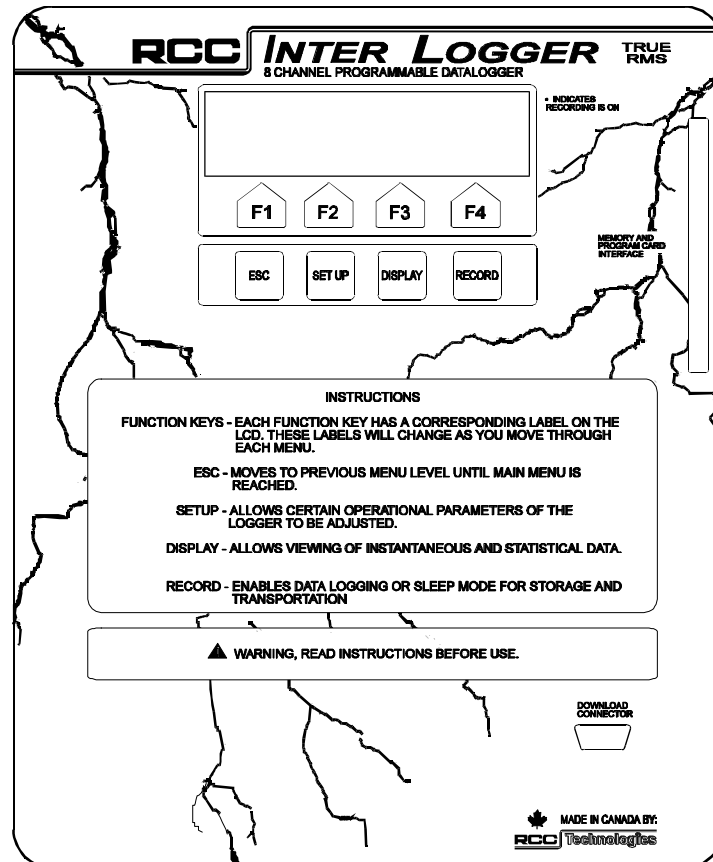 RCC INTER LOGGER TRUE
RMS
8 CHANNEL PROGRAMMABLE DATALOGGER
• INDICATES
RECORDING IS ON
F1 F2 F3 F4
MEMORY AND
PROGRAM CARD
INTERFACE
ESC SET UP DISPLAY RECORD
INSTRUCTIONS
FUNCTION KEYS - EACH FUNCTION KEY HAS A CORRESPONDING LABEL ON THE
LCD. THESE LABELS WILL CHANGE AS YOU MOVE THROUGH
EACH MENU.
ESC - MOVES TO PREVIOUS MENU LEVEL UNTIL MAIN MENU IS
REACHED.
SETUP - ALLOWS CERTAIN OPERATIONAL PARAMETERS OF THE
LOGGER TO BE ADJUSTED.
DISPLAY - ALLOWS VIEWING OF INSTANTANEOUS AND STATISTICAL DATA.
RECORD - ENABLES DATA LOGGING OR SLEEP MODE FOR STORAGE AND
TRANSPORTATION
WARNING, READ INSTRUCTIONS BEFORE USE.
DOWNLOAD
CONNECTOR
MADE IN CANADA BY:
RCC Technologies